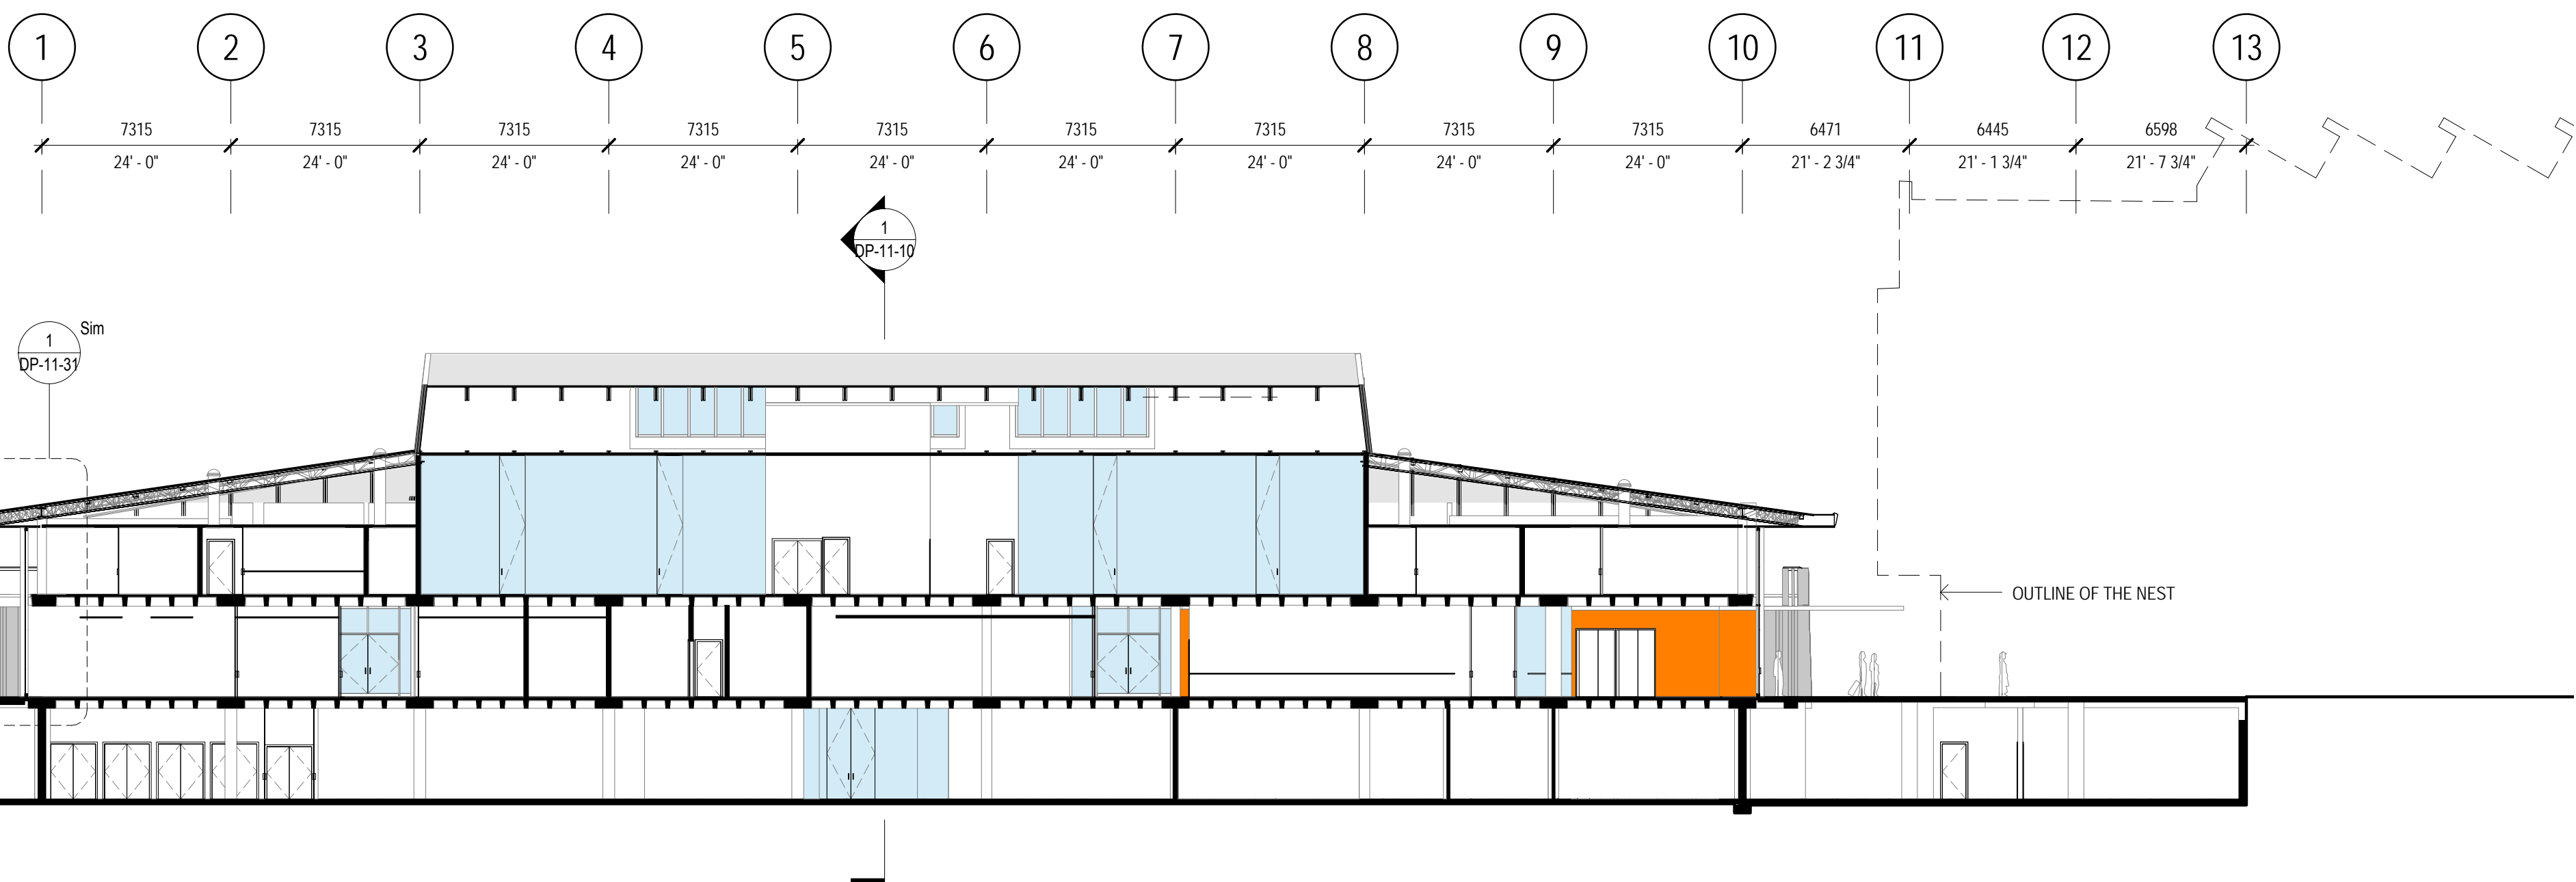 1 2 3 4 5 6 7 8 9 10 11 12 13
7315 7315 7315 7315 7315 7315 7315 7315 7315 6471 6445 6598
24' - 0" 24' - 0" 24' - 0" 24' - 0" 24' - 0" 24' - 0" 24' - 0" 24' - 0" 24' - 0" 21' - 2 3/4" 21' - 1 3/4" 21' - 7 3/4"
1
DP-11-10
Sim
1
DP-11-31
OUTLINE OF THE NEST